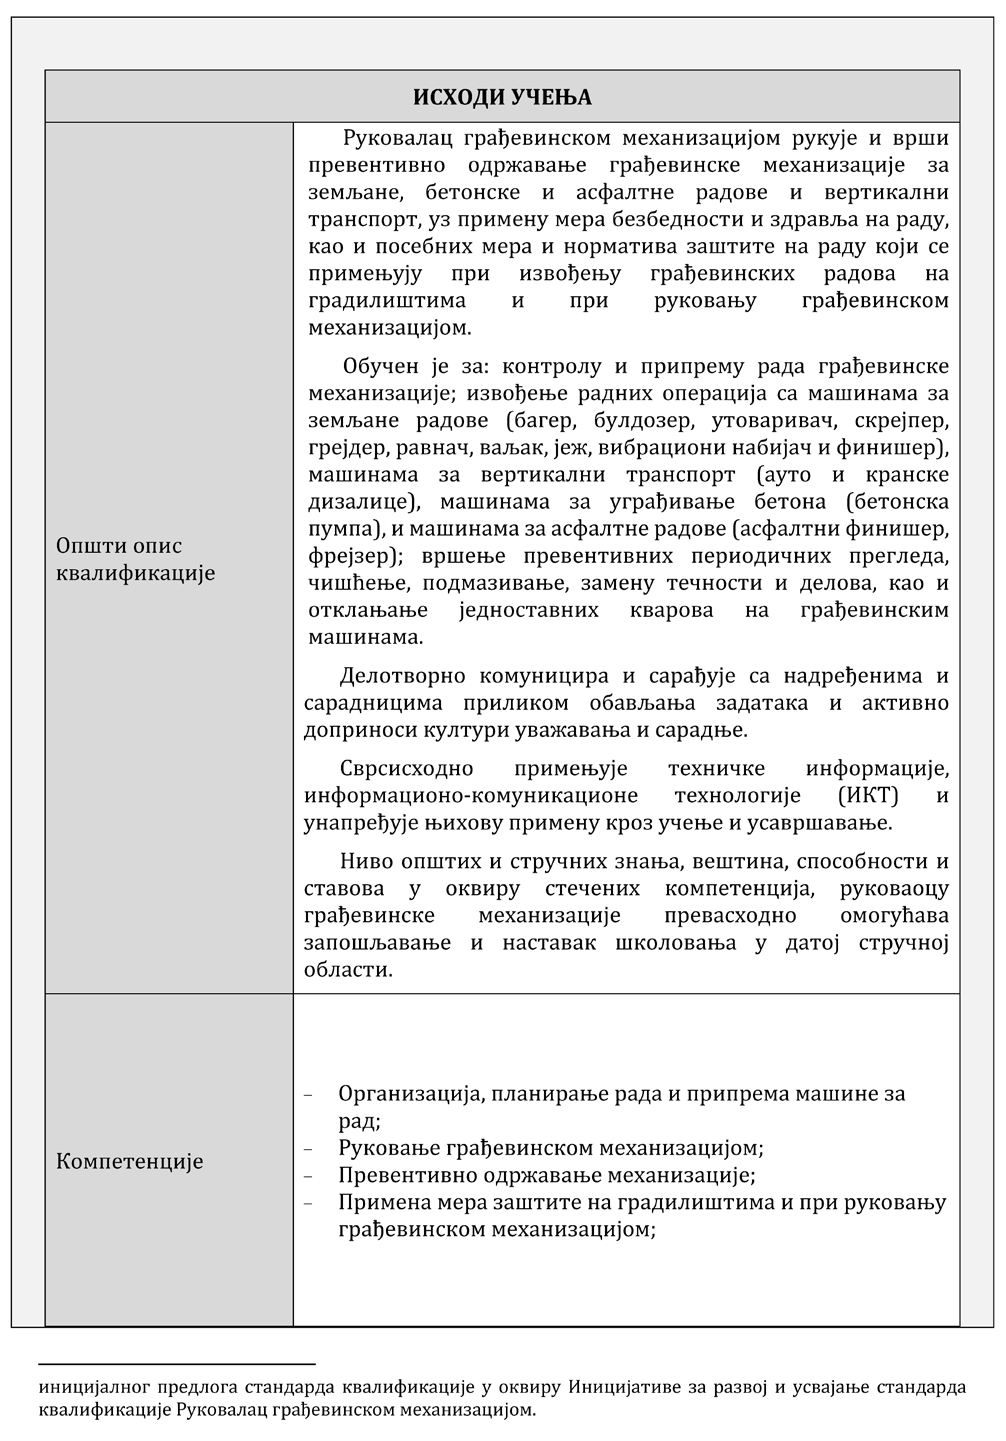 ИСХОДИ УЧЕЊА
Општи опис
квалификације
Руковалац грађевинском механизацијом рукује и врши
превентивно одржавање грађевинске механизације за
земљане, бетонске и асфалтне радове и вертикални
транспорт, уз примену мера безбедности и здравља на раду,
као и посебних мера и норматива заштите на раду који се
примењују при извођењу грађевинских радова на
градилиштима и при руковању грађевинском
механизацијом.
Обучен је за: контролу и припрему рада грађевинске
механизације; извођење радних операција са машинама за
земљане радове (багер, булдозер, утоваривач, скрејпер,
грејдер, равнач, ваљак, јеж, вибрациони набијач и финишер),
машинама за вертикални транспорт (ауто и кранске
дизалице), машинама за уграђивање бетона (бетонска
пумпа), и машинама за асфалтне радове (асфалтни финишер,
фрејзер); вршење превентивних периодичних прегледа,
чишћење, подмазивање, замену течности и делова, као и
отклањање једноставних кварова на грађевинским
машинама.
Делотворно комуницира и сарађује са надређенима и
сарадницима приликом обављања задатака и активно
доприноси култури уважавања и сарадње.
Сврсисходно примењује техничке информације,
информационо-комуникационе технологије (ИКТ) и
унапређује њихову примену кроз учење и усавршавање.
Ниво општих и стручних знања, вештина, способности и
ставова у оквиру стечених компетенција, руковаоцу
грађевинске механизације превасходно омогућава
запошљавање и наставак школовања у датој стручној
области.
Компетенције
– Организација, планирање рада и припрема машине за
рад;
– Руковање грађевинском механизацијом;
– Превентивно одржавање механизације;
– Примена мера заштите на градилиштима и при руковању
грађевинском механизацијом;
иницијалног предлога стандарда квалификације у оквиру Иницијативе за развој и усвајање стандарда
квалификације Руковалац грађевинском механизацијом.